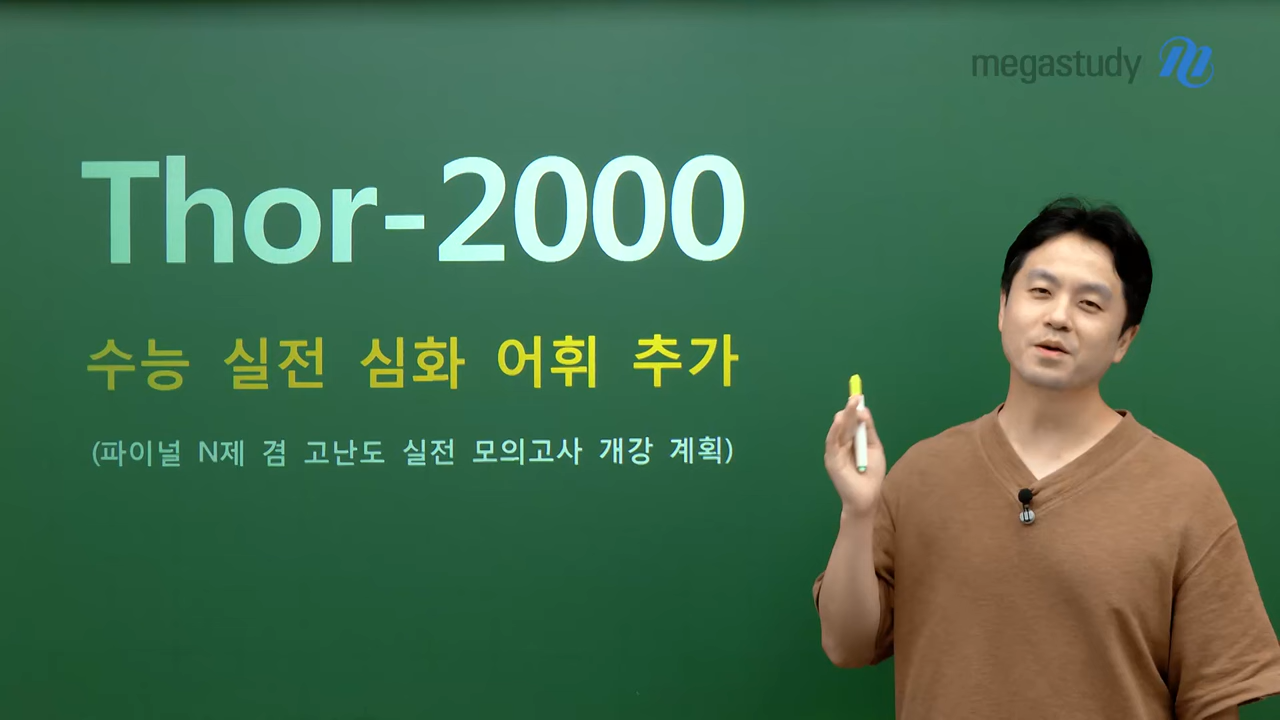 megastudy
Thor-2000
수능 실전 심화 어휘 추가
(파이널 N제 겸 고난도 실전 모의고사 개강 계획)